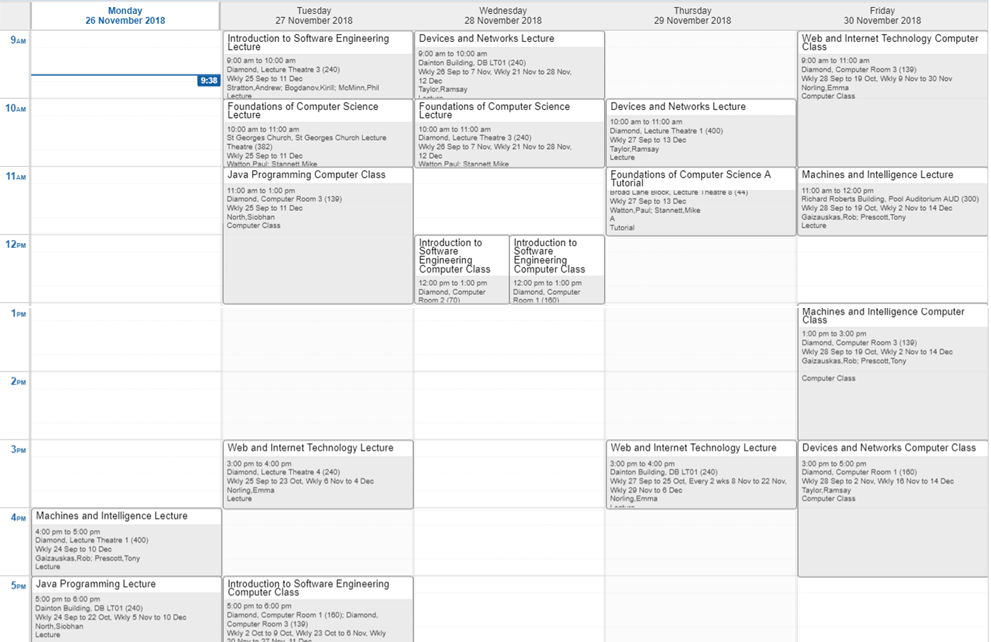 Monday
26 November 2018
Tuesday
27 November 2018
Wednesday
28 November 2018
Thursday
29 November 2018
Friday
30 November 2018
9AM
9:38
10AM
11AM
12PM
1PM
2PM
3PM
4PM
5PM
Machines and Intelligence Lecture
4:00 pm to 5:00 pm
Diamond, Lecture Theatre 1 (400)
Wkly 24 Sep to 10 Dec
Gaizauskas,Rob; Prescott,Tony
Lecture
Java Programming Lecture
5:00 pm to 6:00 pm
Dainton Building, DB LT01 (240)
Wkly 24 Sep to 22 Oct, Wkly 5 Nov to 10 Dec
North,Siobhan
Lecture
Introduction to Software Engineering
Lecture
9:00 am to 10:00 am
Diamond, Lecture Theatre 3 (240)
Wkly 25 Sep to 11 Dec
Stratton,Andrew; Bogdanov,Kirill; McMinn,Phil
Lecture
Foundations of Computer Science
Lecture
10:00 am to 11:00 am
St Georges Church, St Georges Church Lecture
Theatre (382)
Wkly 25 Sep to 11 Dec
Watton,Paul; Stannett,Mike
Java Programming Computer Class
11:00 am to 1:00 pm
Diamond, Computer Room 3 (139)
Wkly 25 Sep to 11 Dec
North,Siobhan
Computer Class
Web and Internet Technology Lecture
3:00 pm to 4:00 pm
Diamond, Lecture Theatre 4 (240)
Wkly 25 Sep to 23 Oct, Wkly 6 Nov to 4 Dec
Norling,Emma
Lecture
Introduction to Software Engineering
Computer Class
5:00 pm to 6:00 pm
Diamond, Computer Room 1 (160); Diamond,
Computer Room 3 (139)
Wkly 2 Oct to 9 Oct, Wkly 23 Oct to 6 Nov, Wkly
20 Nov to 27 Nov, 11 Dec
Devices and Networks Lecture
9:00 am to 10:00 am
Dainton Building, DB LT01 (240)
Wkly 26 Sep to 7 Nov, Wkly 21 Nov to 28 Nov,
12 Dec
Taylor,Ramsay
Lecture
Foundations of Computer Science
Lecture
10:00 am to 11:00 am
Diamond, Lecture Theatre 3 (240)
Wkly 26 Sep to 7 Nov, Wkly 21 Nov to 28 Nov,
12 Dec
Watton,Paul; Stannett,Mike
Introduction to
Software
Engineering
Computer Class
12:00 pm to 1:00 pm
Diamond, Computer
Room 2 (70)
Introduction to
Software
Engineering
Computer Class
12:00 pm to 1:00 pm
Diamond, Computer
Room 1 (160)
Devices and Networks Lecture
10:00 am to 11:00 am
Diamond, Lecture Theatre 1 (400)
Wkly 27 Sep to 13 Dec
Taylor,Ramsay
Lecture
Foundations of Computer Science A
Tutorial
Broad Lane Block, Lecture Theatre 8 (44)
Wkly 27 Sep to 13 Dec
Watton,Paul; Stannett,Mike
A
Tutorial
Web and Internet Technology Lecture
3:00 pm to 4:00 pm
Dainton Building, DB LT01 (240)
Wkly 27 Sep to 25 Oct, Every 2 wks 8 Nov to 22 Nov,
Wkly 29 Nov to 6 Dec
Norling,Emma
Lecture
Web and Internet Technology Computer
Class
9:00 am to 11:00 am
Diamond, Computer Room 3 (139)
Wkly 28 Sep to 19 Oct, Wkly 9 Nov to 30 Nov
Norling,Emma
Computer Class
Machines and Intelligence Lecture
11:00 am to 12:00 pm
Richard Roberts Building, Pool Auditorium AUD (300)
Wkly 28 Sep to 19 Oct, Wkly 2 Nov to 14 Dec
Gaizauskas,Rob; Prescott,Tony
Lecture
Machines and Intelligence Computer
Class
1:00 pm to 3:00 pm
Diamond, Computer Room 3 (139)
Wkly 28 Sep to 19 Oct, Wkly 2 Nov to 14 Dec
Gaizauskas,Rob; Prescott,Tony
Computer Class
Devices and Networks Computer Class
3:00 pm to 5:00 pm
Diamond, Computer Room 1 (160)
Wkly 28 Sep to 2 Nov, Wkly 16 Nov to 14 Dec
Taylor,Ramsay
Computer Class